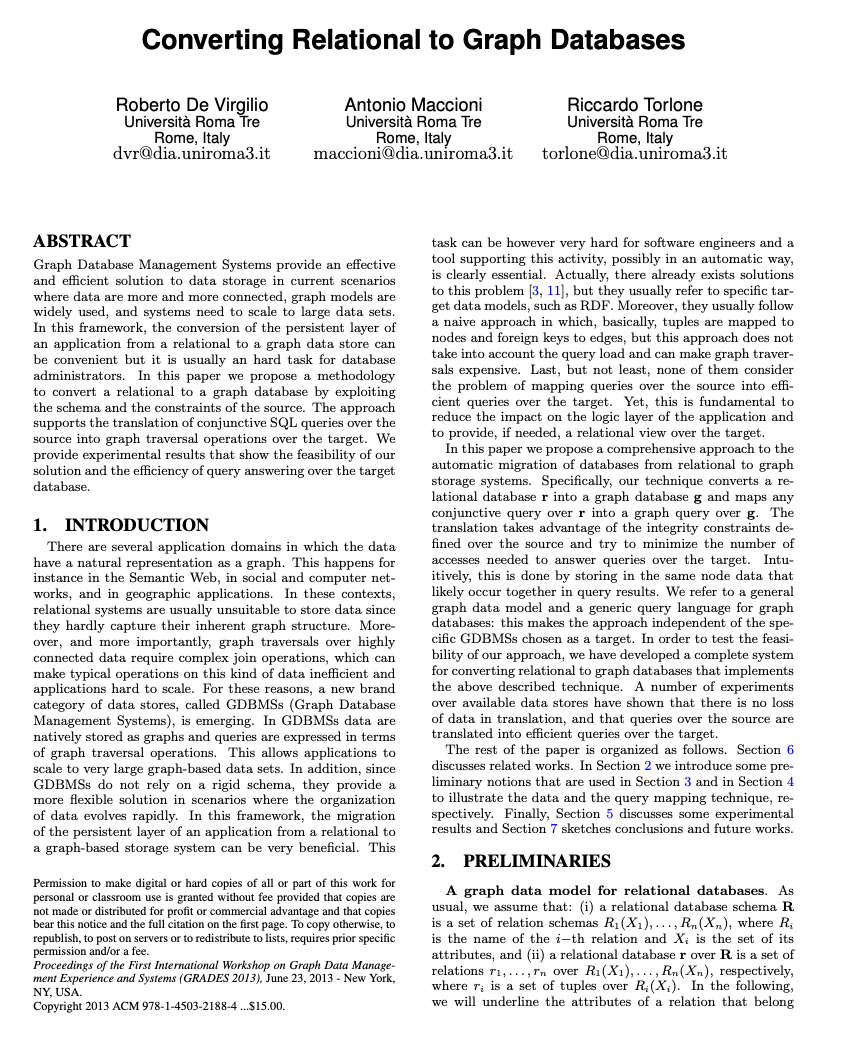 Converting Relational to Graph Databases
Roberto De Virgilio
Università Roma Tre
Rome, Italy
dvr@dia.uniroma3.it
Antonio Maccioni
Università Roma Tre
Rome, Italy
maccioni@dia.uniroma3.it
Riccardo Torlone
Università Roma Tre
Rome, Italy
torlone@dia.uniroma3.it
ABSTRACT
Graph Database Management Systems provide an effective
and efficient solution to data storage in current scenarios
where data are more and more connected, graph models are
widely used, and systems need to scale to large data sets.
In this framework, the conversion of the persistent layer of
an application from a relational to a graph data store can
be convenient but it is usually an hard task for database
administrators. In this paper we propose a methodology
to convert a relational to a graph database by exploiting
the schema and the constraints of the source. The approach
supports the translation of conjunctive SQL queries over the
source into graph traversal operations over the target. We
provide experimental results that show the feasibility of our
solution and the efficiency of query answering over the target
database.
1. INTRODUCTION
There are several application domains in which the data
have a natural representation as a graph. This happens for
instance in the Semantic Web, in social and computer net-
works, and in geographic applications. In these contexts,
relational systems are usually unsuitable to store data since
they hardly capture their inherent graph structure. More-
over, and more importantly, graph traversals over highly
connected data require complex join operations, which can
make typical operations on this kind of data inefficient and
applications hard to scale. For these reasons, a new brand
category of data stores, called GDBMSs (Graph Database
Management Systems), is emerging. In GDBMSs data are
natively stored as graphs and queries are expressed in terms
of graph traversal operations. This allows applications to
scale to very large graph-based data sets. In addition, since
GDBMSs do not rely on a rigid schema, they provide a
more flexible solution in scenarios where the organization
of data evolves rapidly. In this framework, the migration
of the persistent layer of an application from a relational to
a graph-based storage system can be very beneficial. This
Permission to make digital or hard copies of all or part of this work for
personal or classroom use is granted without fee provided that copies are
not made or distributed for profit or commercial advantage and that copies
bear this notice and the full citation on the first page. To copy otherwise, to
republish, to post on servers or to redistribute to lists, requires prior specific
permission and/or a fee.
Proceedings of the First International Workshop on Graph Data Manage-
ment Experience and Systems (GRADES 2013), June 23, 2013 - New York,
NY, USA.
Copyright 2013 ACM 978-1-4503-2188-4 ...$15.00.
task can be however very hard for software engineers and a
tool supporting this activity, possibly in an automatic way,
is clearly essential. Actually, there already exists solutions
to this problem [3, 11], but they usually refer to specific tar-
get data models, such as RDF. Moreover, they usually follow
a naive approach in which, basically, tuples are mapped to
nodes and foreign keys to edges, but this approach does not
take into account the query load and can make graph traver-
sals expensive. Last, but not least, none of them consider
the problem of mapping queries over the source into effi-
cient queries over the target. Yet, this is fundamental to
reduce the impact on the logic layer of the application and
to provide, if needed, a relational view over the target.
In this paper we propose a comprehensive approach to the
automatic migration of databases from relational to graph
storage systems. Specifically, our technique converts a re-
lational database r into a graph database g and maps any
conjunctive query over r into a graph query over g. The
translation takes advantage of the integrity constraints de-
fined over the source and try to minimize the number of
accesses needed to answer queries over the target. Intu-
itively, this is done by storing in the same node data that
likely occur together in query results. We refer to a general
graph data model and a generic query language for graph
databases: this makes the approach independent of the spe-
cific GDBMSs chosen as a target. In order to test the feasi-
bility of our approach, we have developed a complete system
for converting relational to graph databases that implements
the above described technique. A number of experiments
over available data stores have shown that there is no loss
of data in translation, and that queries over the source are
translated into efficient queries over the target.
The rest of the paper is organized as follows. Section 6
discusses related works. In Section 2 we introduce some pre-
liminary notions that are used in Section 3 and in Section 4
to illustrate the data and the query mapping technique, re-
spectively. Finally, Section 5 discusses some experimental
results and Section 7 sketches conclusions and future works.
2. PRELIMINARIES
A graph data model for relational databases. As
usual, we assume that: (i) a relational database schema R
is a set of relation schemas R₁(X₁), . . . , Rₙ(Xₙ), where Rᵢ
is the name of the i−th relation and Xᵢ is the set of its
attributes, and (ii) a relational database r over R is a set of
relations r₁, . . . , rₙ over R₁(X₁), . . . , Rₙ(Xₙ), respectively,
where rᵢ is a set of tuples over Rᵢ(Xᵢ). In the following,
we will underline the attributes of a relation that belong